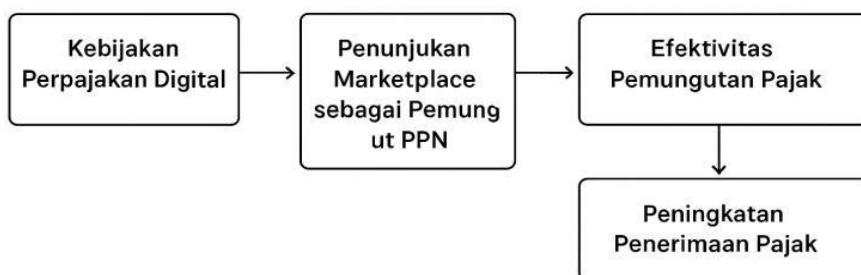 Kebijakan
Perpajakan Digital
Penunjukan
Marketplace
sebagai Pemung
ut PPN
Efektivitas
Pemungutan Pajak
Peningkatan
Penerimaan Pajak